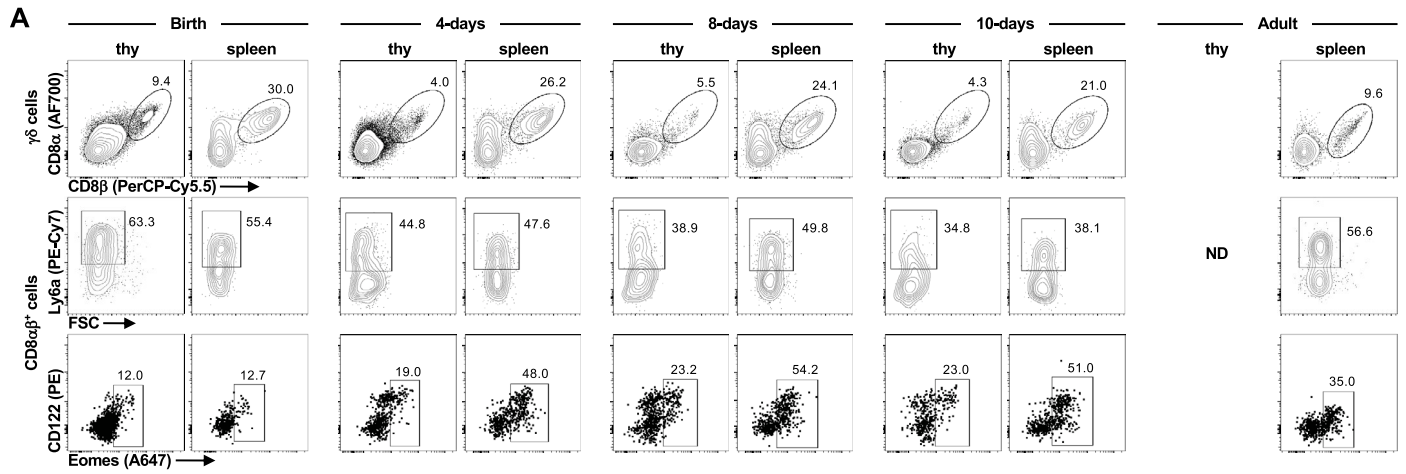 A
Birth 4-days 8-days 10-days Adult
thy spleen thy spleen thy spleen thy spleen thy spleen
γδ cells
CD8α (AF700)
9.4 30.0 4.0 26.2 5.5 24.1 4.3 21.0 9.6
CD8β (PerCP-Cy5.5)
CD8αβ⁺ cells
Ly6a (PE-Cy7)
63.3 55.4 44.8 47.6 38.9 49.8 34.8 38.1 ND 56.6
FSC
CD122 (PE)
12.0 12.7 19.0 48.0 23.2 54.2 23.0 51.0 35.0
Eomes (A647)